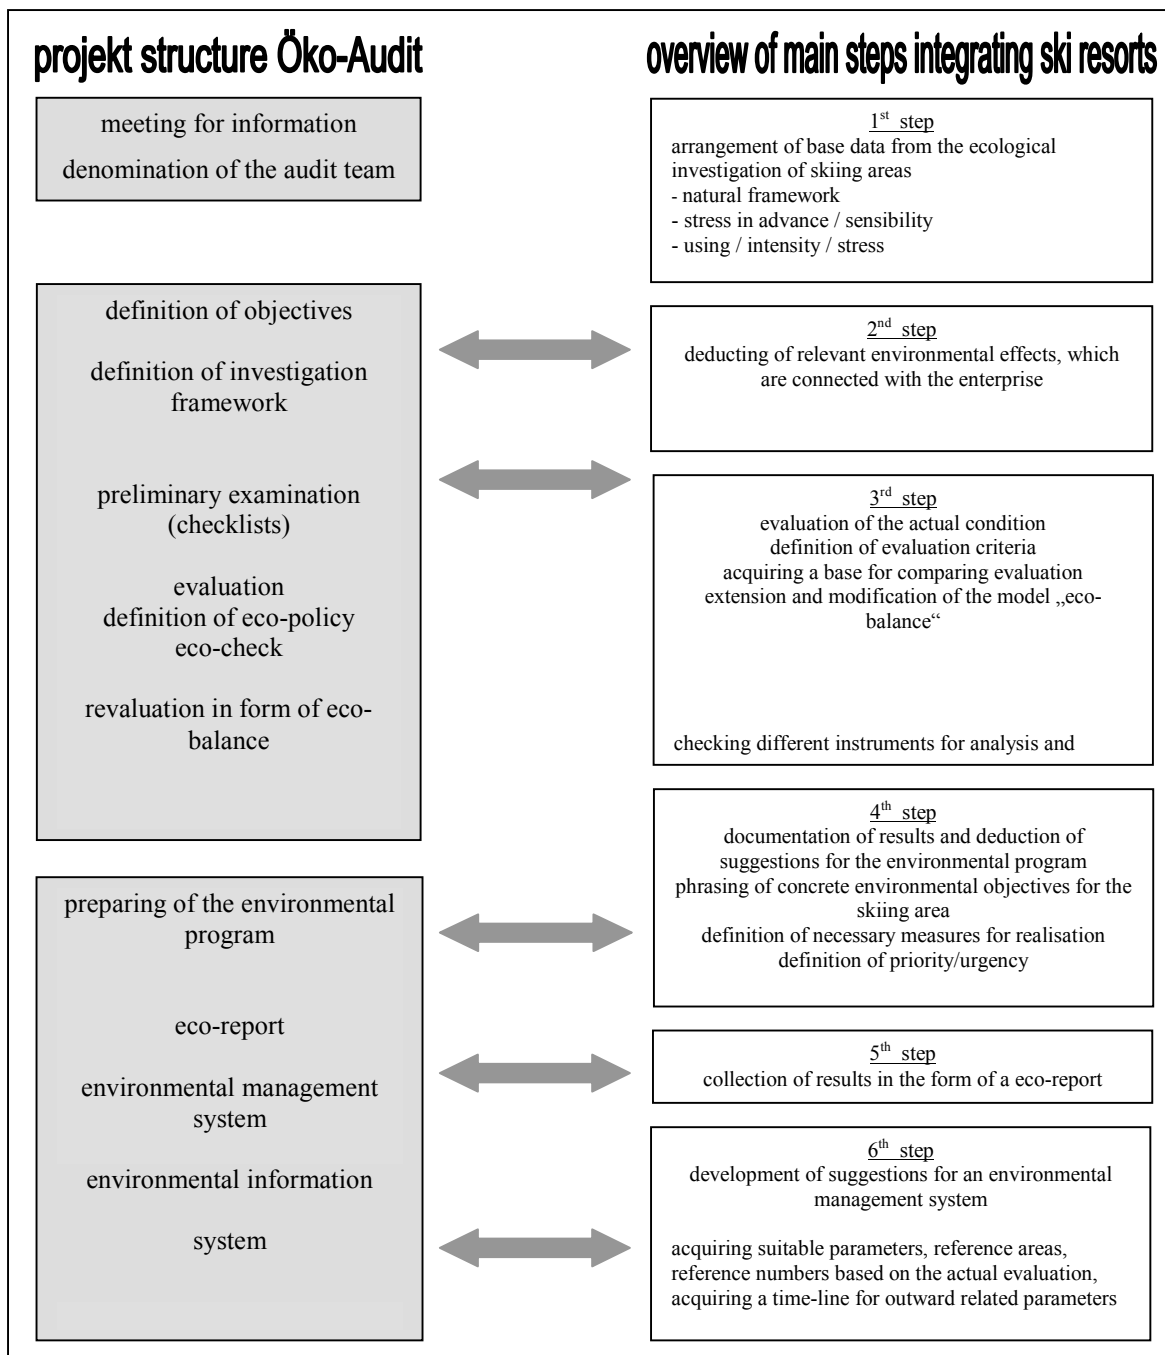 projekt structure Öko-Audit
meeting for information
denomination of the audit team
definition of objectives
definition of investigation
framework
preliminary examination
(checklists)
evaluation
definition of eco-policy
eco-check
revaluation in form of eco-
balance
preparing of the environmental
program
eco-report
environmental management
system
environmental information
system
overview of main steps integrating ski resorts
1st step
arrangement of base data from the ecological
investigation of skiing areas
- natural framework
- stress in advance / sensibility
- using / intensity / stress
2nd step
deducting of relevant environmental effects, which
are connected with the enterprise
3rd step
evaluation of the actual condition
definition of evaluation criteria
acquiring a base for comparing evaluation
extension and modification of the model „eco-
balance“
checking different instruments for analysis and
4th step
documentation of results and deduction of
suggestions for the environmental program
phrasing of concrete environmental objectives for the
skiing area
definition of necessary measures for realisation
definition of priority/urgency
5th step
collection of results in the form of a eco-report
6th step
development of suggestions for an environmental
management system
acquiring suitable parameters, reference areas,
reference numbers based on the actual evaluation,
acquiring a time-line for outward related parameters